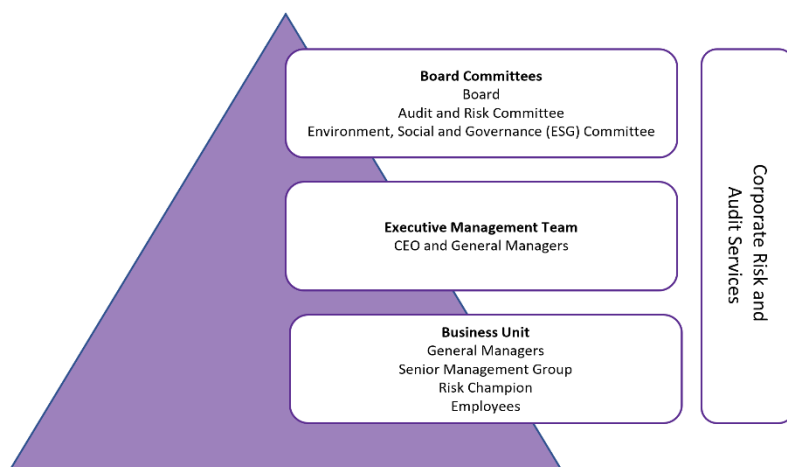 Board Committees
Board
Audit and Risk Committee
Environment, Social and Governance (ESG) Committee
Executive Management Team
CEO and General Managers
Business Unit
General Managers
Senior Management Group
Risk Champion
Employees
Corporate Risk and
Audit Services